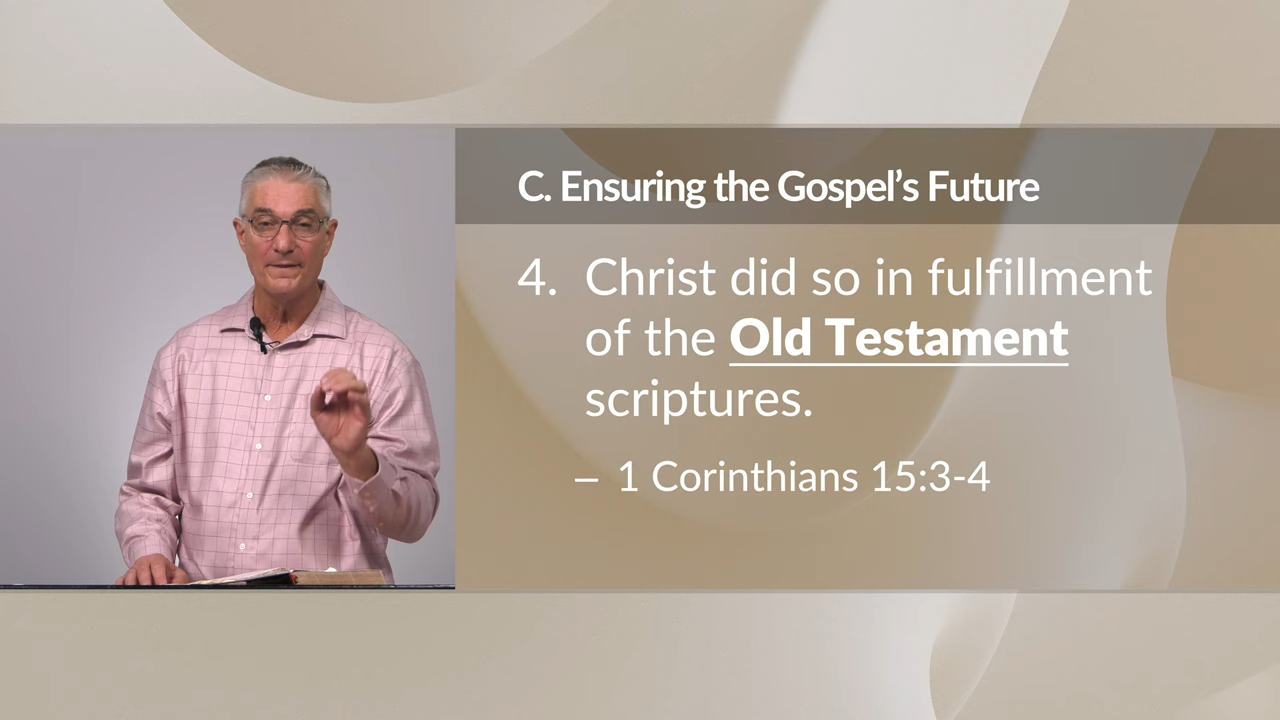 C. Ensuring the Gospel’s Future
4. Christ did so in fulfillment
of the Old Testament
scriptures.
– 1 Corinthians 15:3-4